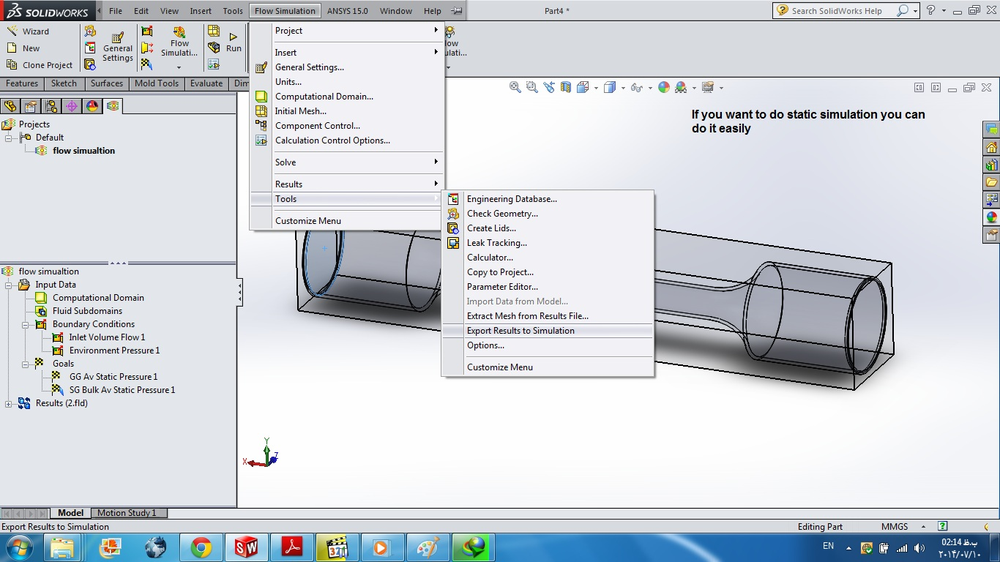 SOLIDWORKS File Edit View Insert Tools Flow Simulation ANSYS 15.0 Window Help Part4 * Search SolidWorks Help
Wizard
New
Clone Project
General
Settings
Flow
Simulati...
Run
low
ulati...
Features Sketch Surfaces Mold Tools Evaluate Dim
Project
Insert
General Settings...
Units...
Computational Domain...
Initial Mesh...
Component Control...
Calculation Control Options...
Solve
Results
Tools
Customize Menu
Engineering Database...
Check Geometry...
Create Lids...
Leak Tracking...
Calculator...
Copy to Project...
Parameter Editor...
Import Data from Model...
Extract Mesh from Results File...
Export Results to Simulation
Options...
Customize Menu
If you want to do static simulation you can
do it easily
Projects
Default
flow simualtion
flow simualtion
Input Data
Computational Domain
Fluid Subdomains
Boundary Conditions
Inlet Volume Flow 1
Environment Pressure 1
Goals
GG Av Static Pressure 1
SG Bulk Av Static Pressure 1
Results (2.fld)
Y
X
Z
Model Motion Study 1
Export Results to Simulation Editing Part MMGS
SW
321
EN
02:14 ب.ظ
۲۰۱۴/۰۷/۱۰